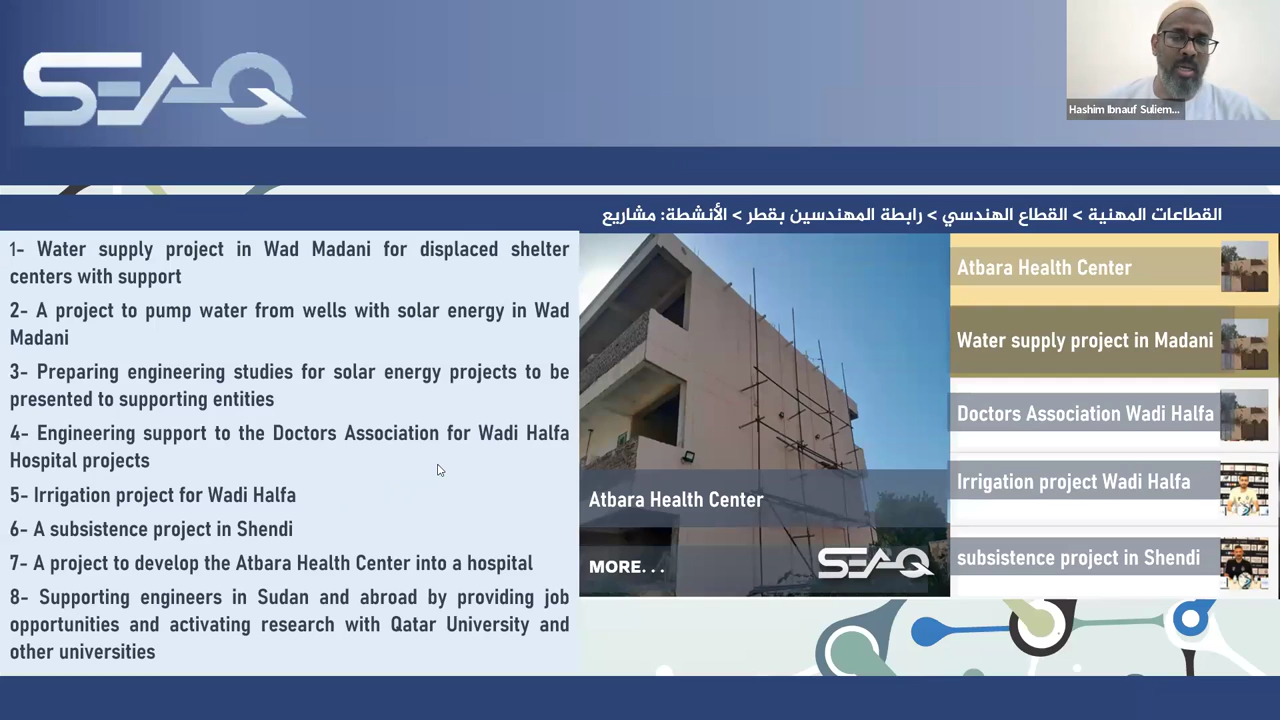 SEAQ
Hashim Ibnauf Suliem...
القطاعات المهنية > القطاع الهندسي > رابطة المهندسين بقطر > الأنشطة: مشاريع
1- Water supply project in Wad Madani for displaced shelter
centers with support
2- A project to pump water from wells with solar energy in Wad
Madani
3- Preparing engineering studies for solar energy projects to be
presented to supporting entities
4- Engineering support to the Doctors Association for Wadi Halfa
Hospital projects
5- Irrigation project for Wadi Halfa
6- A subsistence project in Shendi
7- A project to develop the Atbara Health Center into a hospital
8- Supporting engineers in Sudan and abroad by providing job
opportunities and activating research with Qatar University and
other universities
Atbara Health Center
MORE...
SEAQ
Atbara Health Center
Water supply project in Madani
Doctors Association Wadi Halfa
Irrigation project Wadi Halfa
subsistence project in Shendi